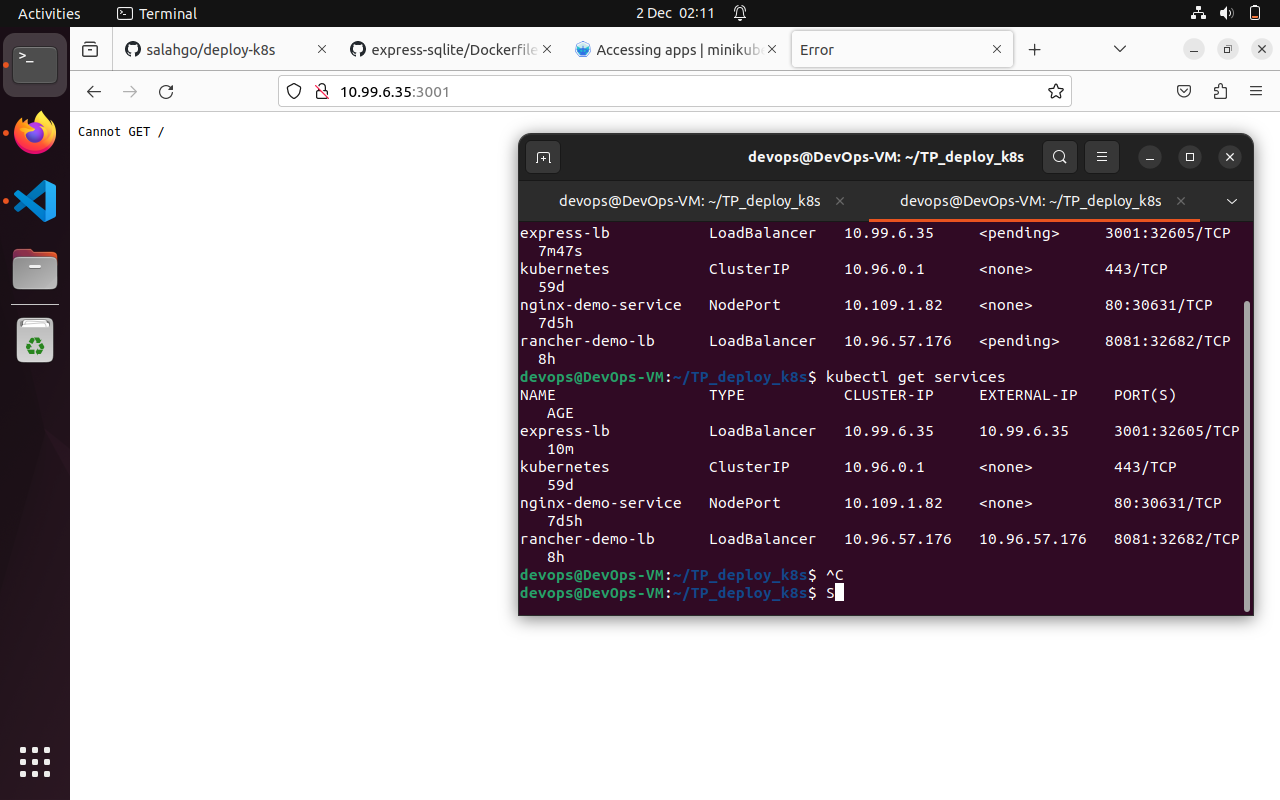 Activities Terminal 2 Dec 02:11
salahgo/deploy-k8s express-sqlite/Dockerfile Accessing apps | minikube Error
10.99.6.35:3001
Cannot GET /
devops@DevOps-VM: ~/TP_deploy_k8s
devops@DevOps-VM: ~/TP_deploy_k8s devops@DevOps-VM: ~/TP_deploy_k8s
express-lb LoadBalancer 10.99.6.35 <pending> 3001:32605/TCP
7m47s
kubernetes ClusterIP 10.96.0.1 <none> 443/TCP
59d
nginx-demo-service NodePort 10.109.1.82 <none> 80:30631/TCP
7d5h
rancher-demo-lb LoadBalancer 10.96.57.176 <pending> 8081:32682/TCP
8h
devops@DevOps-VM:~/TP_deploy_k8s$ kubectl get services
NAME TYPE CLUSTER-IP EXTERNAL-IP PORT(S)
AGE
express-lb LoadBalancer 10.99.6.35 10.99.6.35 3001:32605/TCP
10m
kubernetes ClusterIP 10.96.0.1 <none> 443/TCP
59d
nginx-demo-service NodePort 10.109.1.82 <none> 80:30631/TCP
7d5h
rancher-demo-lb LoadBalancer 10.96.57.176 10.96.57.176 8081:32682/TCP
8h
devops@DevOps-VM:~/TP_deploy_k8s$ ^C
devops@DevOps-VM:~/TP_deploy_k8s$ S